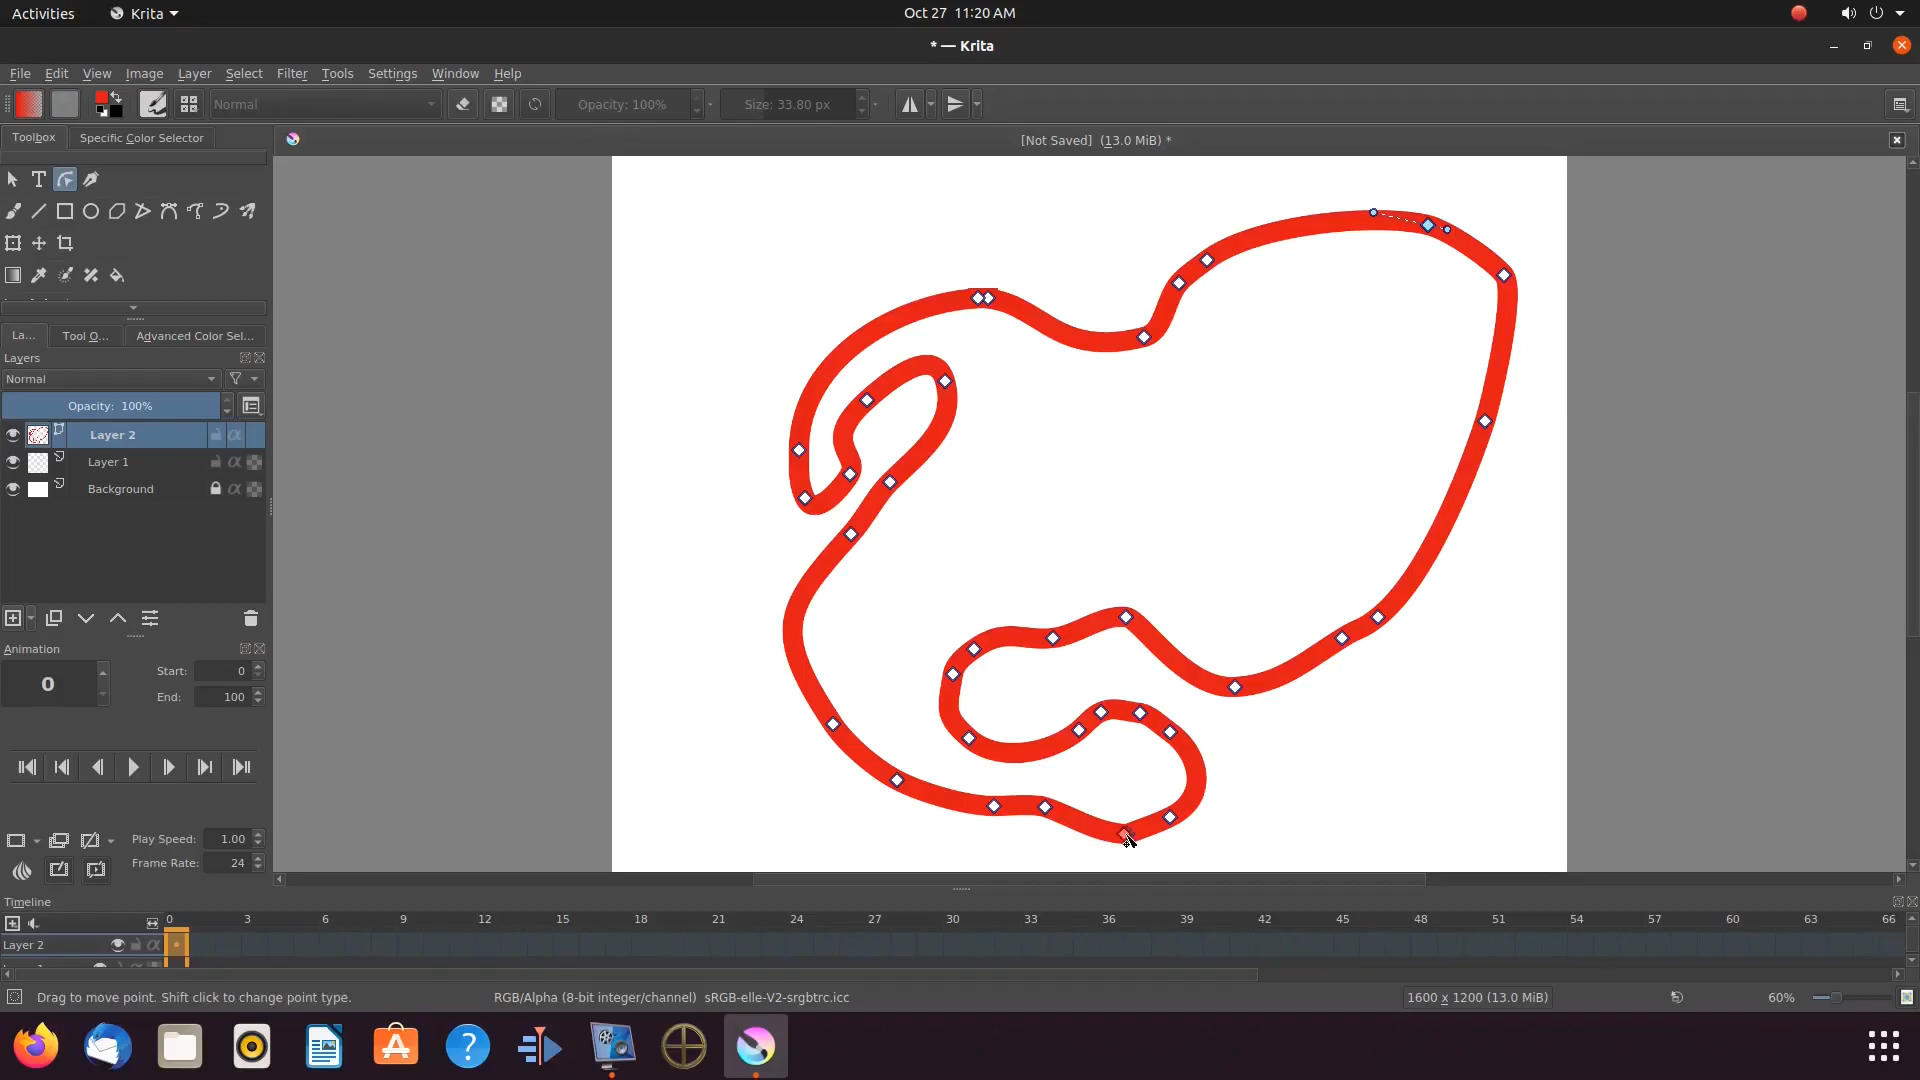 Activities Krita Oct 27 11:20 AM
* — Krita
File Edit View Image Layer Select Filter Tools Settings Window Help
Normal Opacity: 100% Size: 33.80 px
Toolbox Specific Color Selector [Not Saved] (13.0 MiB) *
La... Tool O... Advanced Color Sel...
Layers
Normal
Opacity: 100%
Layer 2
Layer 1
Background
Animation
0 Start: 0
End: 100
Play Speed: 1.00
Frame Rate: 24
Timeline
0 3 6 9 12 15 18 21 24 27 30 33 36 39 42 45 48 51 54 57 60 63 66
Layer 2
Drag to move point. Shift click to change point type. RGB/Alpha (8-bit integer/channel) sRGB-elle-V2-srgbtrc.icc 1600 x 1200 (13.0 MiB) 60%